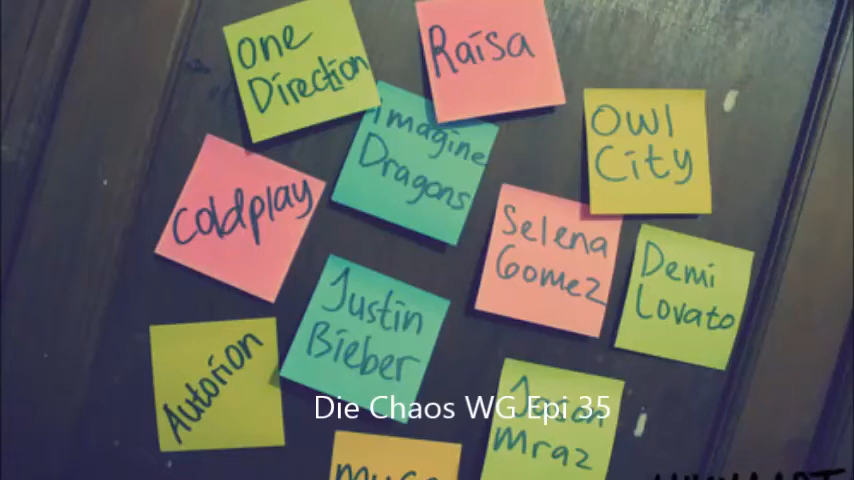 One
Direction
Raisa
Imagine
Dragons
Owl
City
Coldplay
Selena
Gomez
Demi
Lovato
Justin
Bieber
Autorion
Jason
Mraz
Die Chaos WG Epi 35